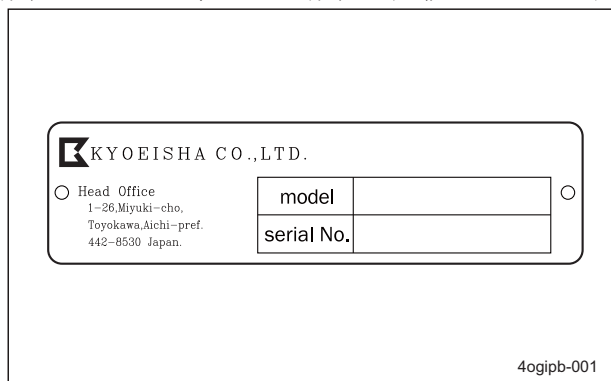 KYOEISHA CO.,LTD.
Head Office
1-26,Miyuki-cho,
Toyokawa,Aichi-pref.
442-8530 Japan.
model
serial No.
4ogipb-001